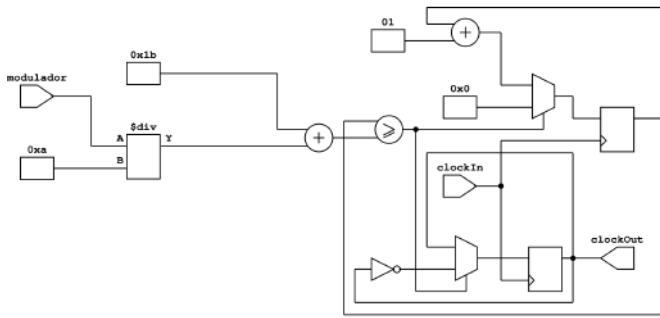 01
0x1b
modulador
0x0
≥
$div
A
Y
0xa
B
clockIn
clockOut
+
+